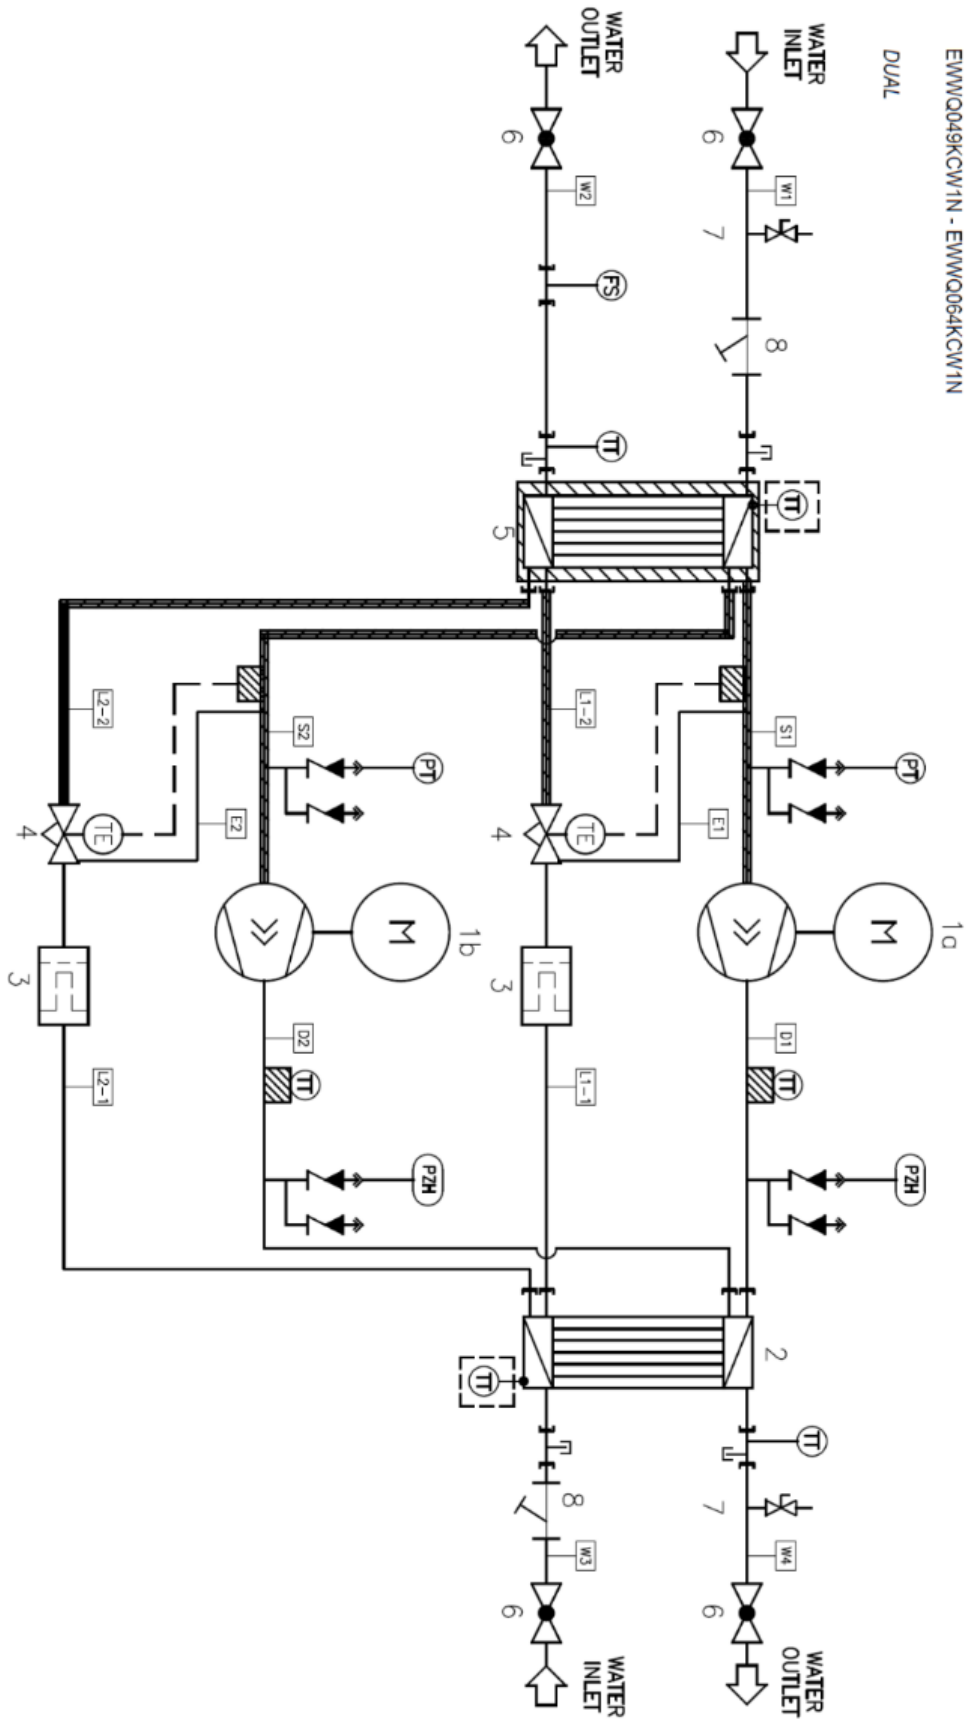 EWWQ049KCW1N - EWWQ064KCW1N
DUAL
WATER
INLET
6
W1
7
8
TT
S1
PT
E1
1a
M
D1
TT
PZH
2
TT
7
W4
6
WATER
OUTLET
WATER
OUTLET
6
W2
FS
TT
5
L1-2
4
TE
3
L1-1
TT
8
W3
6
WATER
INLET
S2
PT
E2
1b
M
D2
TT
PZH
L2-2
4
TE
3
L2-1